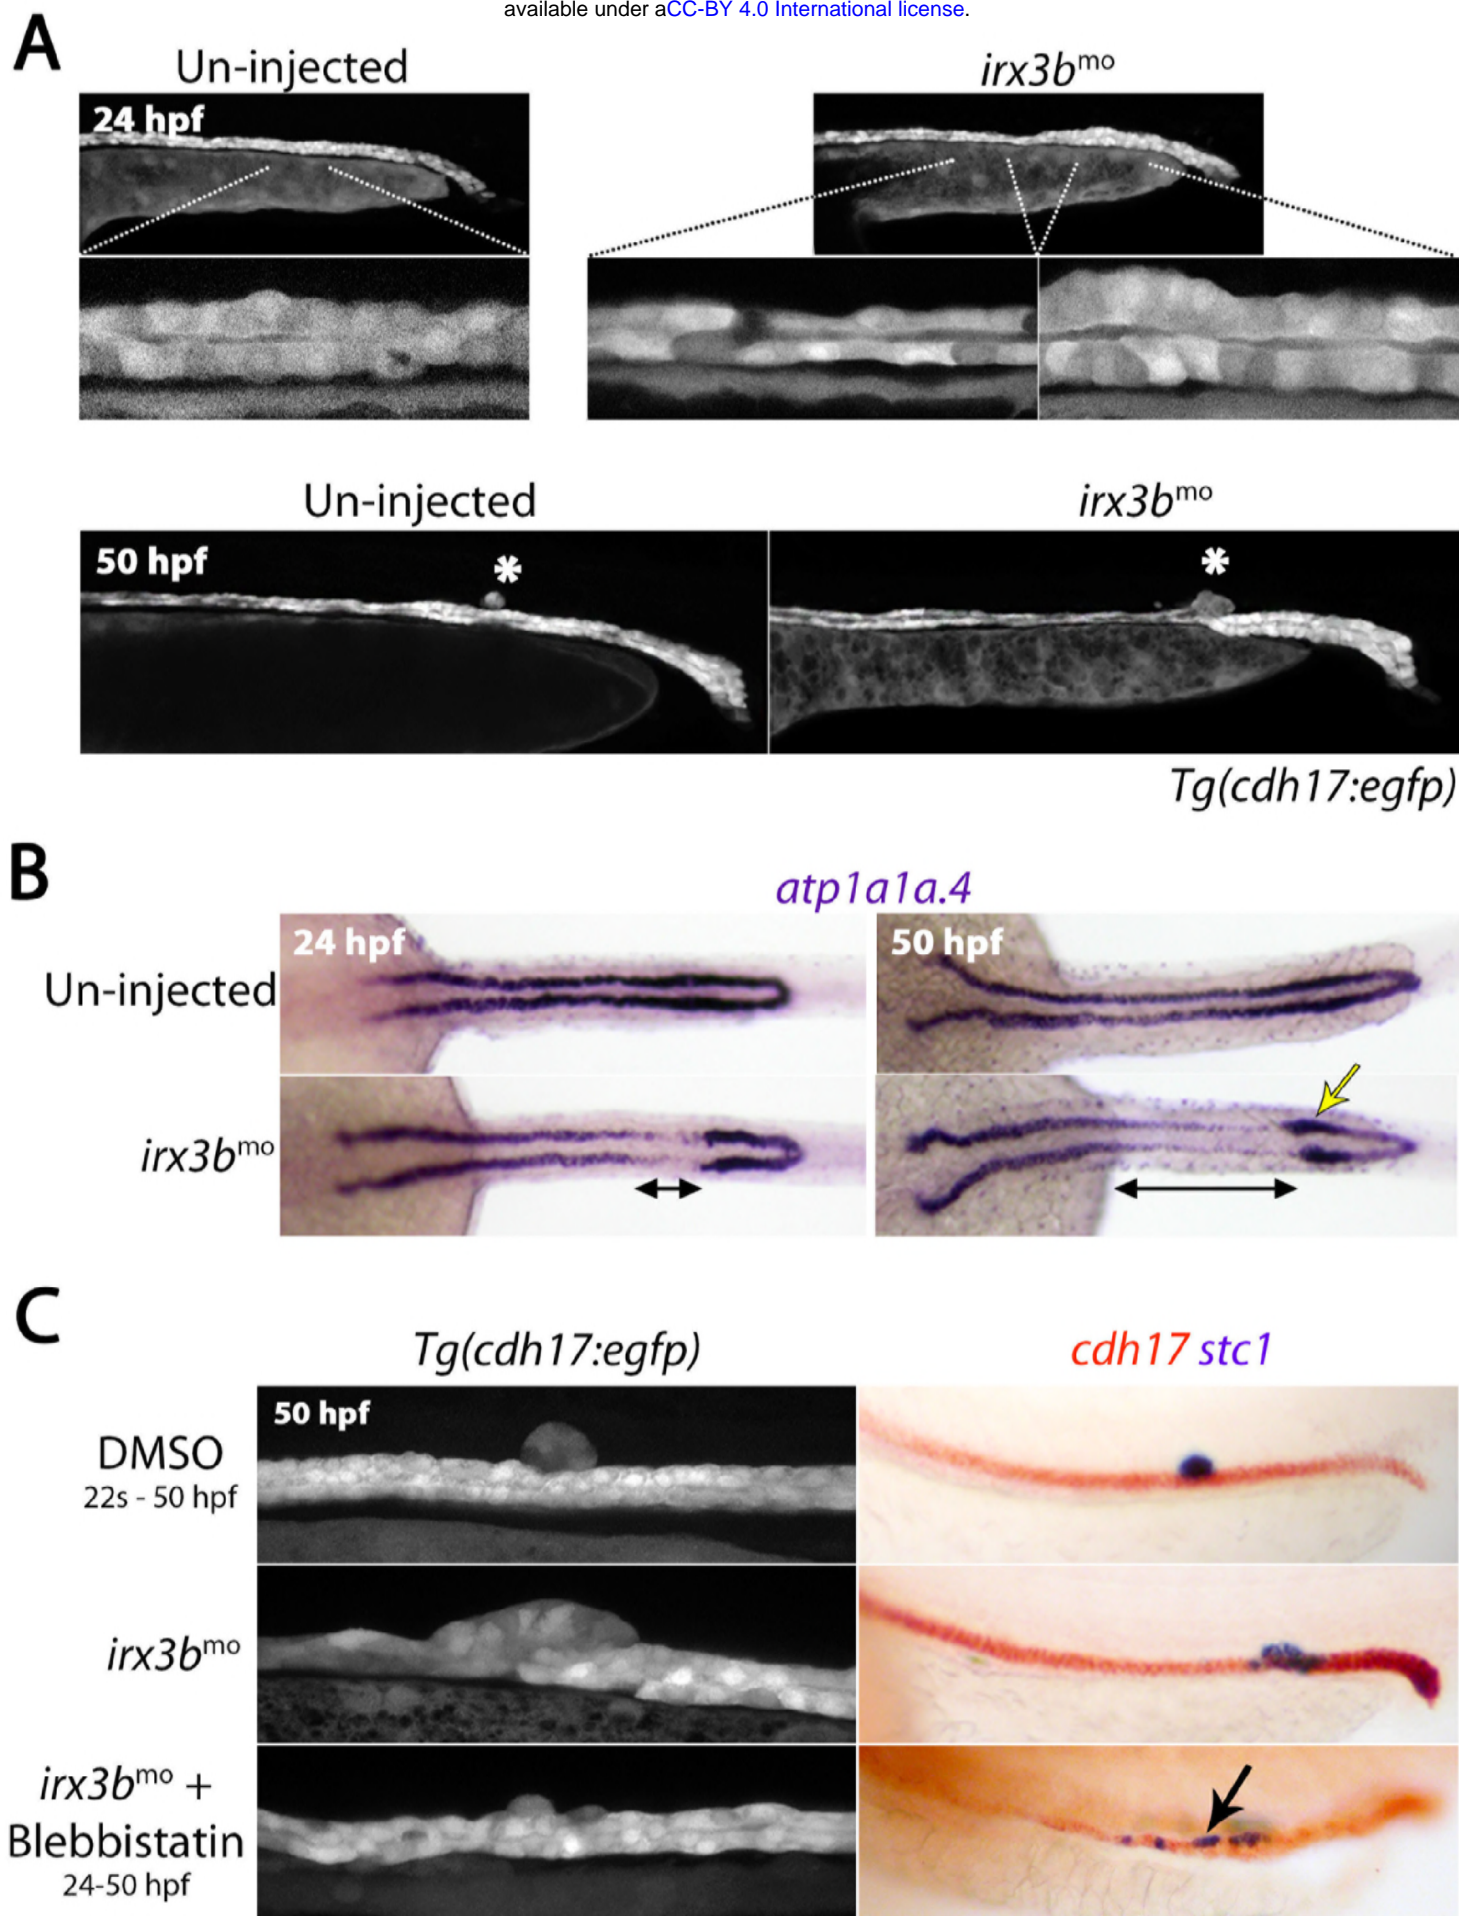 available under aCC-BY 4.0 International license.
A
Un-injected
irx3bmo
24 hpf
Un-injected
irx3bmo
50 hpf
*
*
Tg(cdh17:egfp)
B
atp1a1a.4
24 hpf
50 hpf
Un-injected
irx3bmo
C
Tg(cdh17:egfp)
cdh17 stc1
50 hpf
DMSO
22s - 50 hpf
irx3bmo
irx3bmo +
Blebbistatin
24-50 hpf